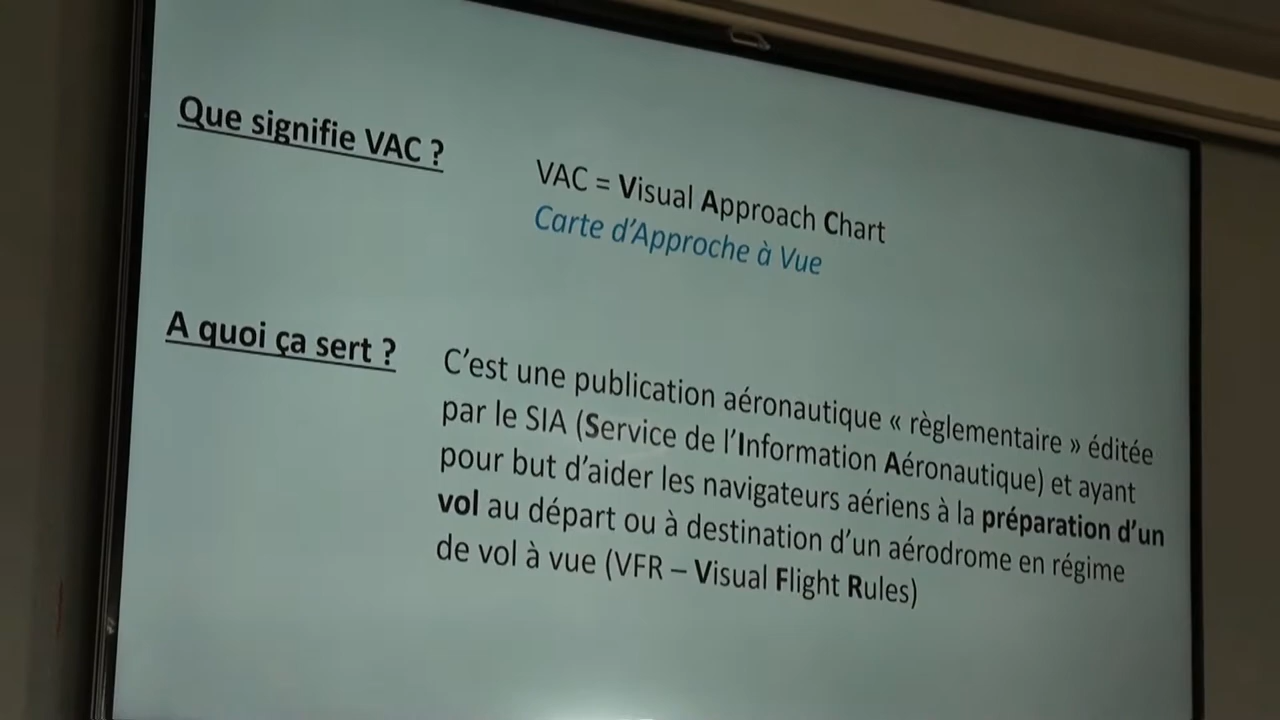 Que signifie VAC ?
VAC = Visual Approach Chart
Carte d'Approche à Vue
A quoi ça sert ?
C'est une publication aéronautique « règlementaire » éditée
par le SIA (Service de l'Information Aéronautique) et ayant
pour but d'aider les navigateurs aériens à la préparation d'un
vol au départ ou à destination d'un aérodrome en régime
de vol à vue (VFR – Visual Flight Rules)